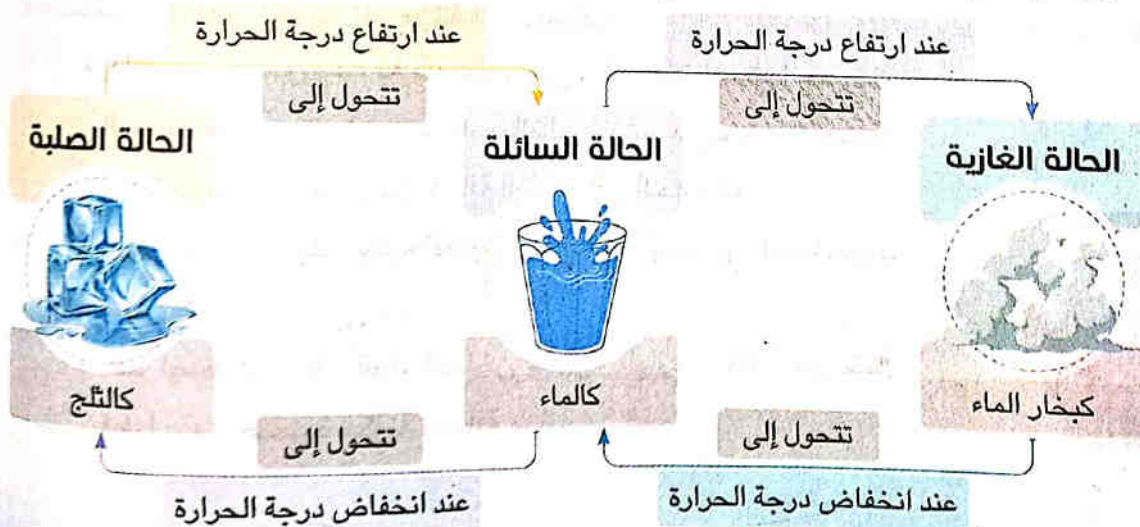 عند ارتفاع درجة الحرارة
عند ارتفاع درجة الحرارة
تتحول إلى
تتحول إلى
الحالة الغازية
الحالة السائلة
الحالة الصلبة
كبخار الماء
كالماء
كالثلج
تتحول إلى
تتحول إلى
عند انخفاض درجة الحرارة
عند انخفاض درجة الحرارة